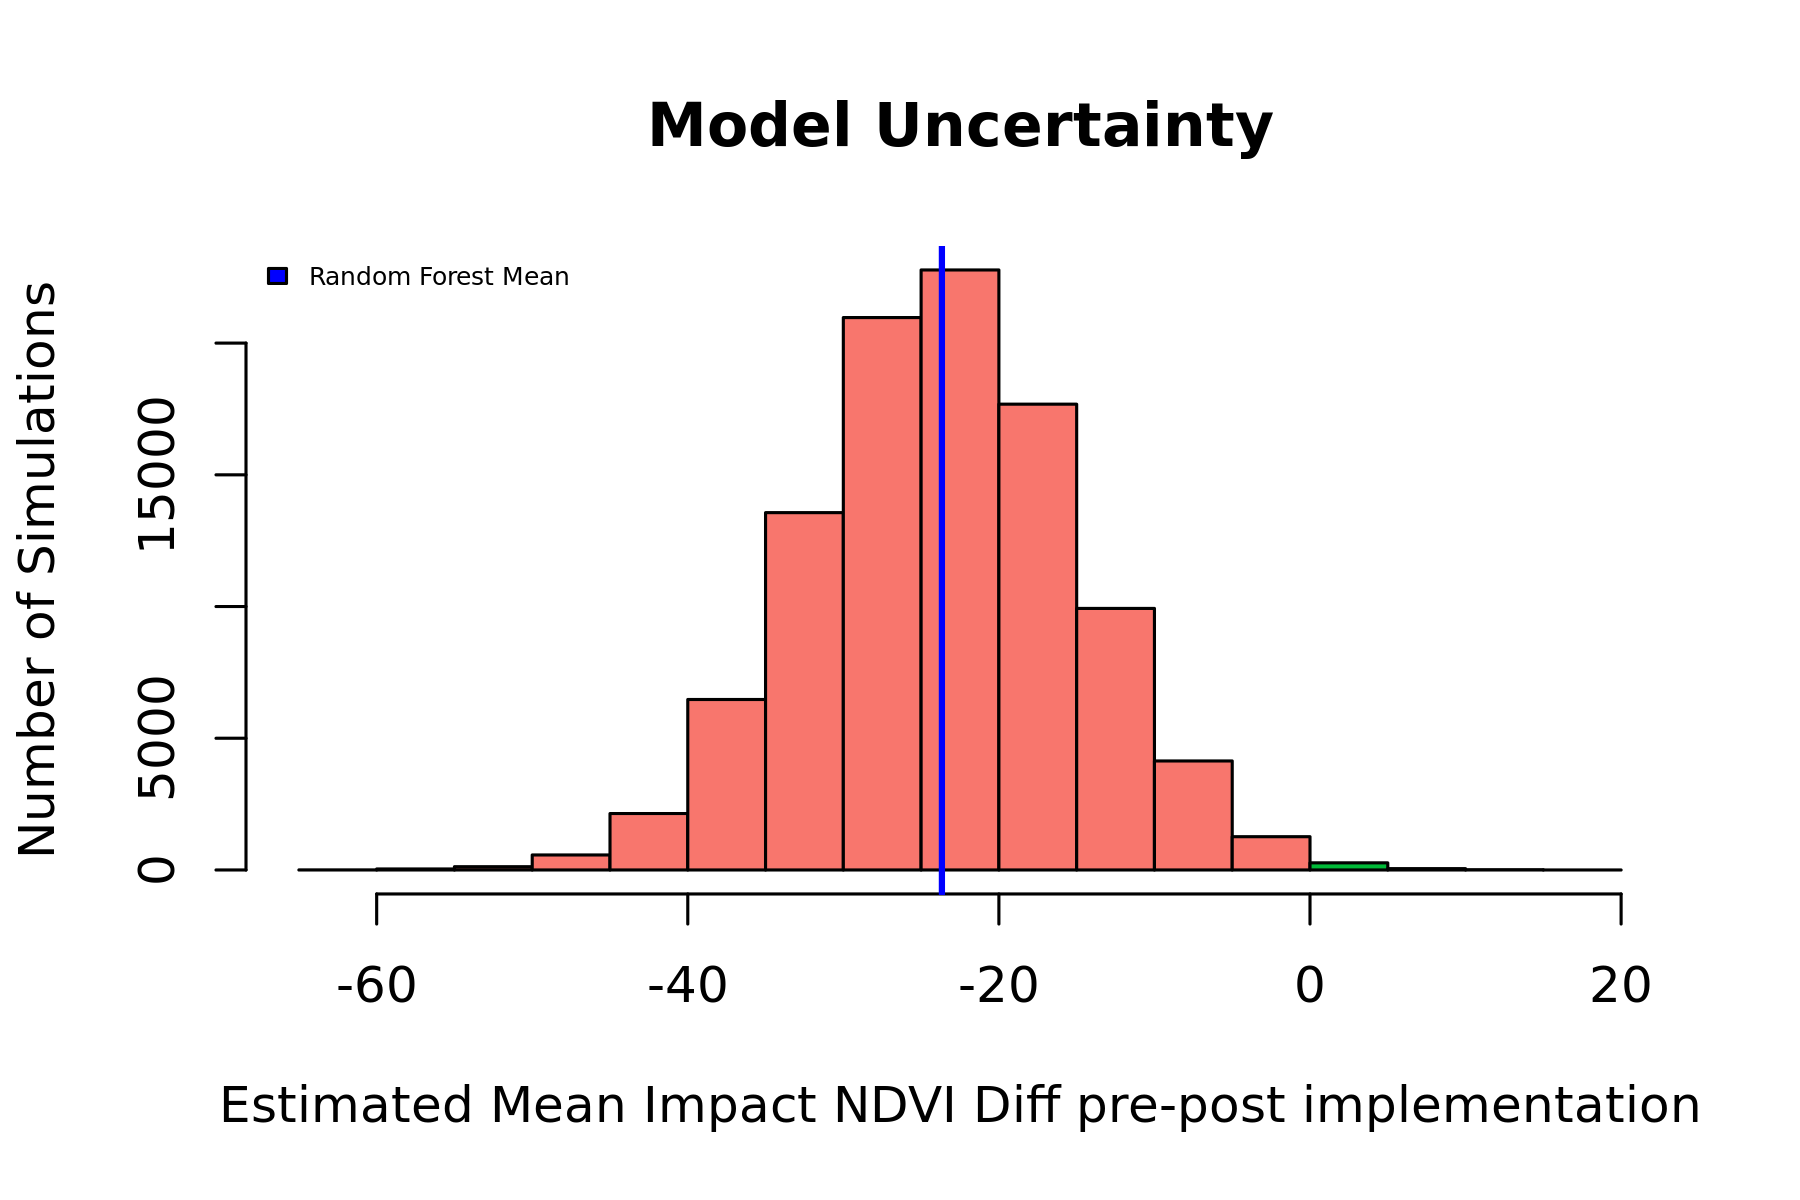 Model Uncertainty
Random Forest Mean
Number of Simulations
15000
5000
0
-60 -40 -20 0 20
Estimated Mean Impact NDVI Diff pre-post implementation